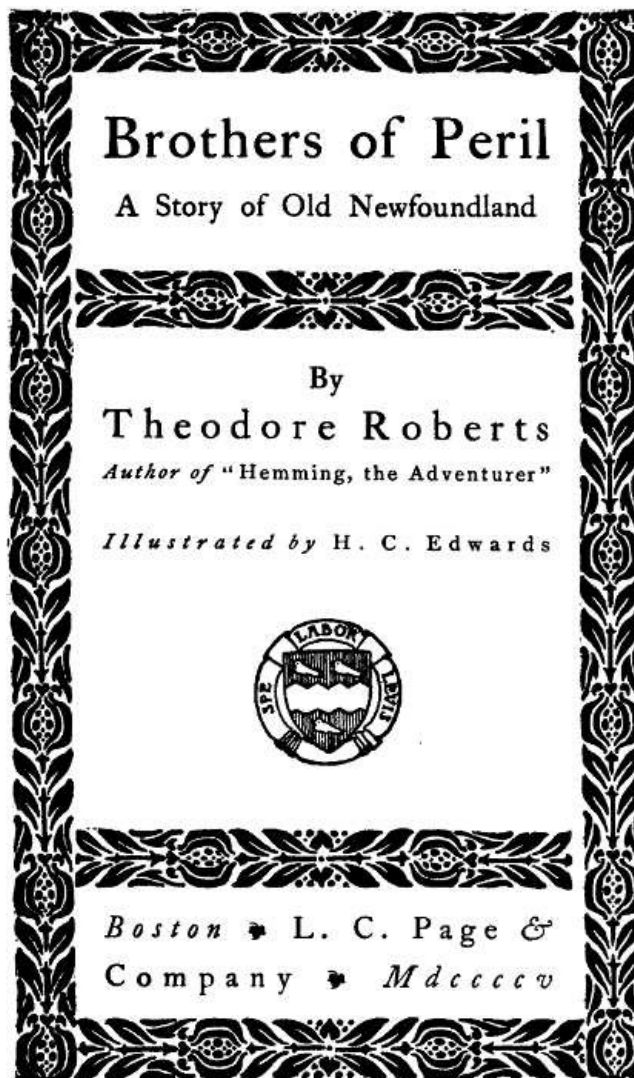 Brothers of Peril
A Story of Old Newfoundland
By
Theodore Roberts
Author of "Hemming, the Adventurer"
Illustrated by H. C. Edwards
SPE LABOR LEVIS
Boston ❧ L. C. Page &
Company ❧ Mdccccv